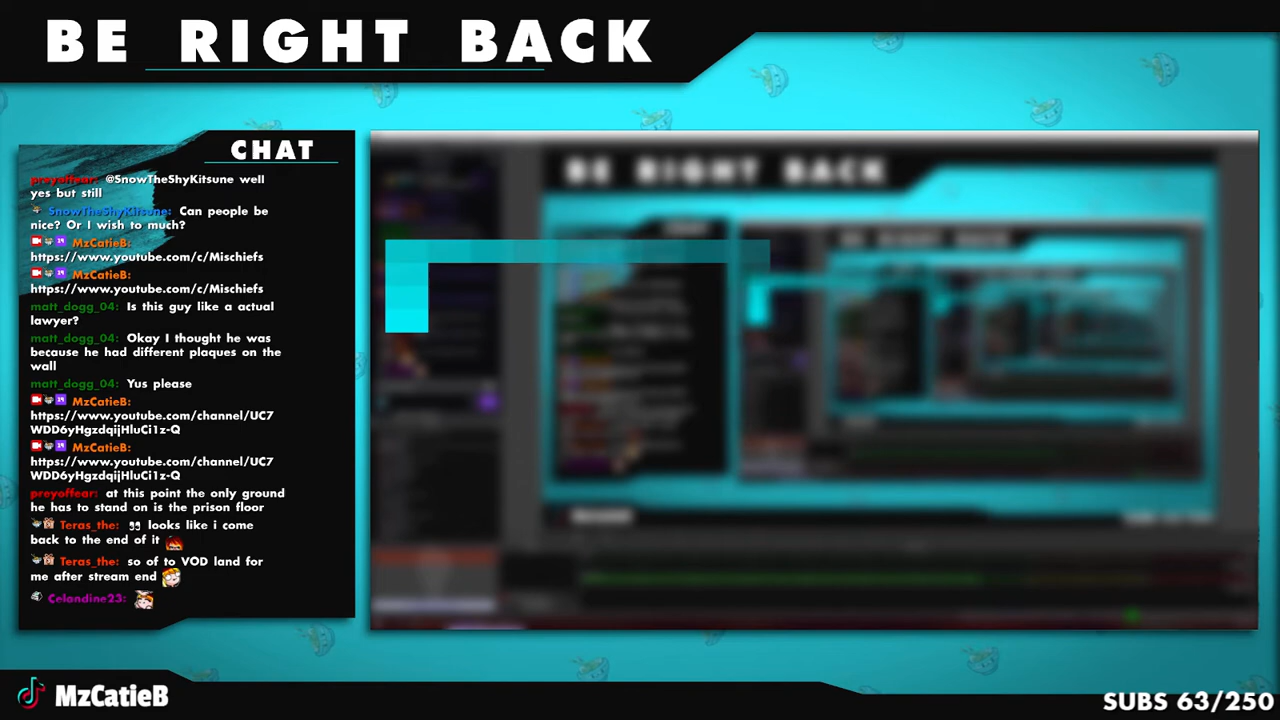 BE RIGHT BACK
CHAT
preyoffear: @SnowTheShyKitsune well
yes but still
SnowTheShyKitsune: Can people be
nice? Or I wish to much?
MzCatieB:
https://www.youtube.com/c/Mischiefs
MzCatieB:
https://www.youtube.com/c/Mischiefs
matt_dogg_04: Is this guy like a actual
lawyer?
matt_dogg_04: Okay I thought he was
because he had different plaques on the
wall
matt_dogg_04: Yus please
MzCatieB:
https://www.youtube.com/channel/UC7
WDD6yHgzdqijHluCi1z-Q
MzCatieB:
https://www.youtube.com/channel/UC7
WDD6yHgzdqijHluCi1z-Q
preyoffear: at this point the only ground
he has to stand on is the prison floor
Teras_the: looks like i come
back to the end of it
Teras_the: so of to VOD land for
me after stream end
Celandine23:
BE RIGHT BACK
MzCatieB
SUBS 63/250